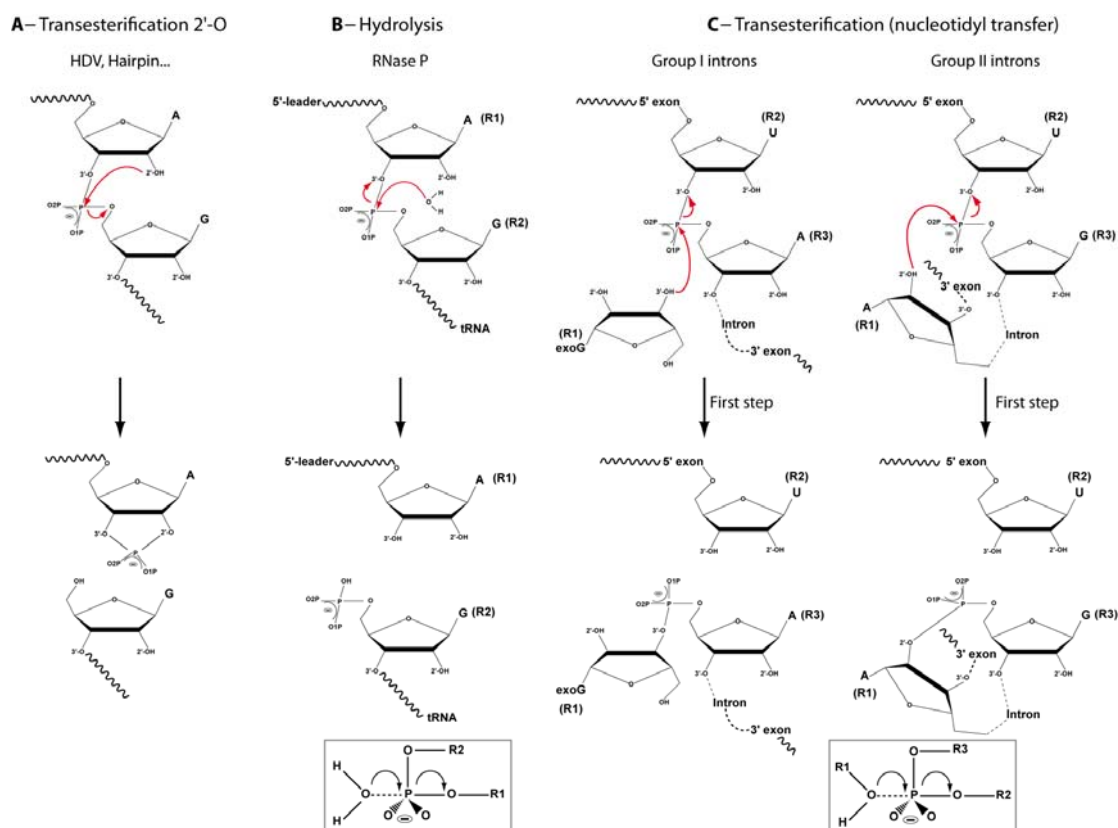 A – Transesterification 2'-O
HDV, Hairpin...
O
O
A
3'-O
2'-OH
O2P
P
O
O1P
O
G
3'-O
2'-OH
O
O
A
3'-O
2'-O
P
O2P
O1P
OH
O
G
3'-O
2'-OH
B – Hydrolysis
RNase P
5'-leader
O
O
A (R1)
3'-O
2'-OH
O
H
H
O2P
P
O
O1P
O
G (R2)
3'-O
2'-OH
tRNA
5'-leader
O
O
A (R1)
3'-OH
2'-OH
OH
O2P
P
O
O1P
O
G (R2)
3'-O
2'-OH
tRNA
O
R2
H
O
P
O
R1
H
O
O
C – Transesterification (nucleotidyl transfer)
Group I introns
5' exon
O
(R2)
U
O
3'-O
2'-OH
O2P
P
O
O1P
O
A (R3)
3'-OH
2'-OH
3'-O
2'-OH
(R1)
exoG
O
OH
Intron
3' exon
First step
5' exon
O
(R2)
U
O
3'-OH
2'-OH
O1P
O2P
P
O
3'-O
2'-OH
O
A (R3)
3'-O
2'-OH
O
exoG
(R1)
OH
Intron
3' exon
Group II introns
5' exon
O
(R2)
U
O
3'-O
2'-OH
O2P
P
O
O1P
O
G (R3)
2'-OH
3' exon
3'-O
2'-OH
3'-O
A
(R1)
O
Intron
First step
5' exon
O
(R2)
U
O
3'-OH
2'-OH
O2P
O1P
P
O
2'-O
O
G (R3)
3' exon
3'-O
3'-O
2'-OH
A
(R1)
O
Intron
O
R3
R1
O
P
O
R2
H
O
O